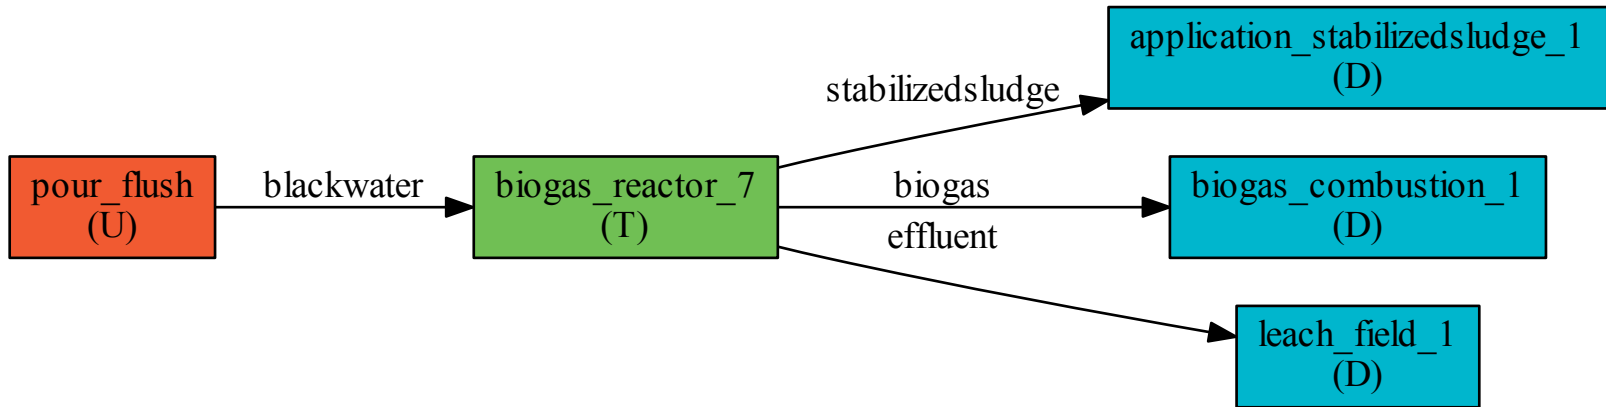 pour_flush
(U)
blackwater
biogas_reactor_7
(T)
stabilizedsludge
biogas
effluent
application_stabilizedsludge_1
(D)
biogas_combustion_1
(D)
leach_field_1
(D)